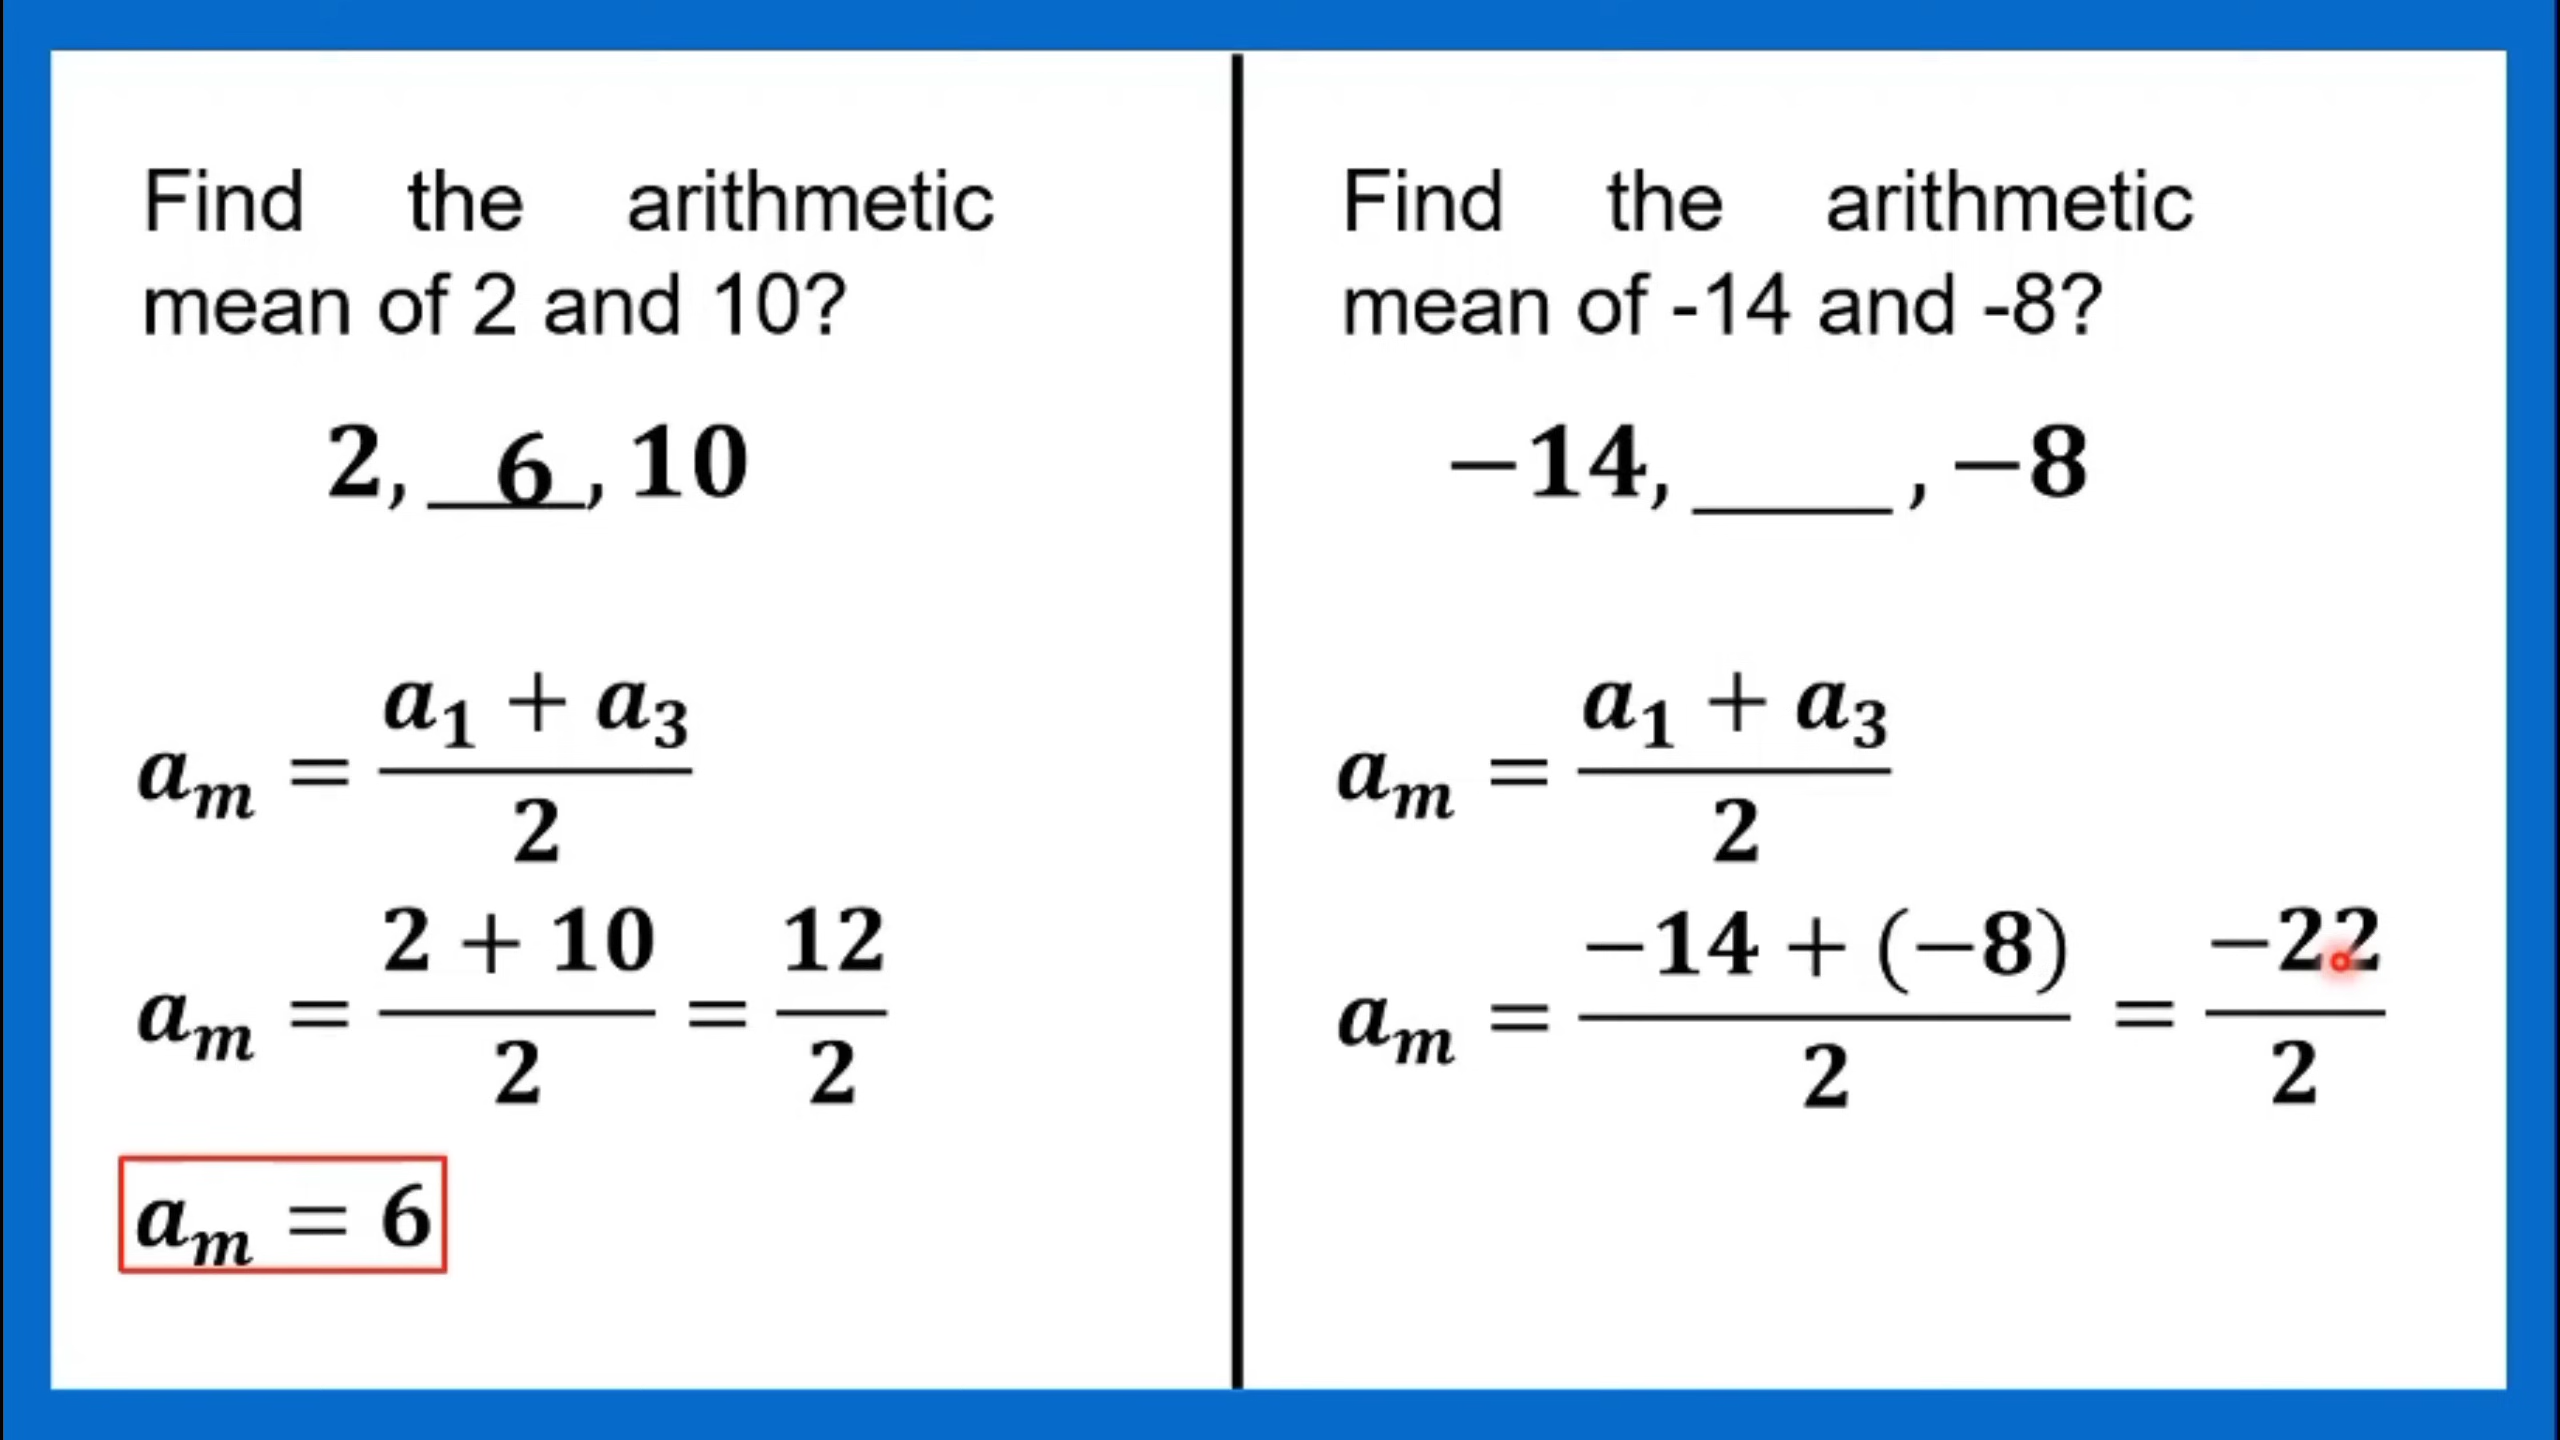 Find the arithmetic
mean of 2 and 10?
2, __6__, 10
a_m = (a_1 + a_3)/2
a_m = (2 + 10)/2 = 12/2
a_m = 6
Find the arithmetic
mean of -14 and -8?
−14, ____, −8
a_m = (a_1 + a_3)/2
a_m = (−14 + (−8))/2 = −22/2